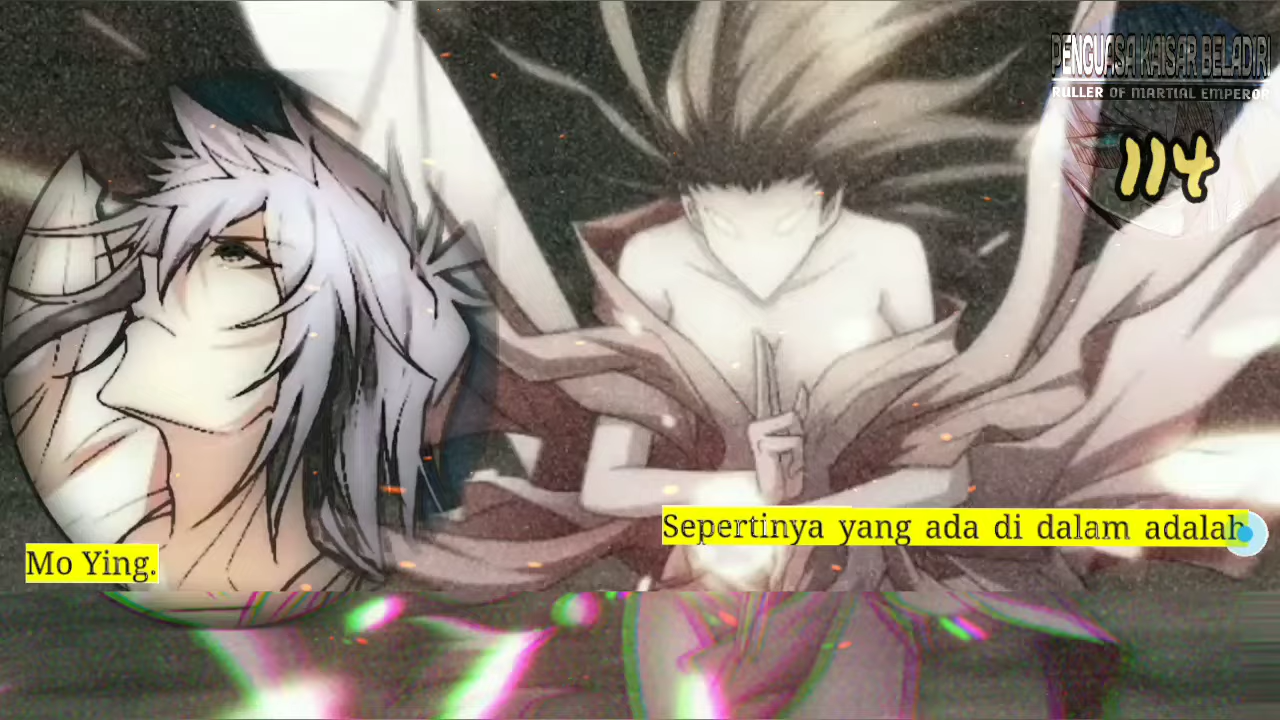 PENGUASA KAISAR BELADIRI
RULLER OF MARTIAL EMPEROR
114
Sepertinya yang ada di dalam adalah
Mo Ying.